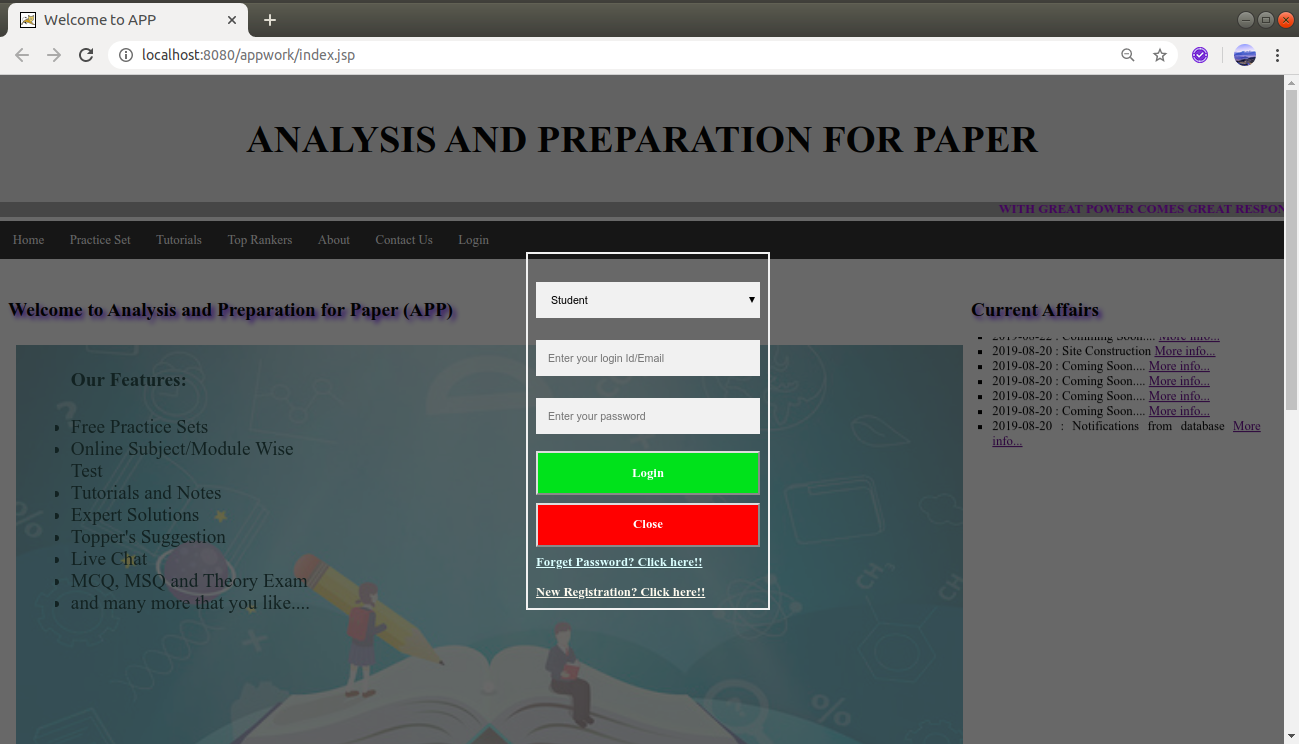 Welcome to APP
localhost:8080/appwork/index.jsp
ANALYSIS AND PREPARATION FOR PAPER
WITH GREAT POWER COMES GREAT RESPON
Home Practice Set Tutorials Top Rankers About Contact Us Login
Welcome to Analysis and Preparation for Paper (APP)
Our Features:
Free Practice Sets
Online Subject/Module Wise
Test
Tutorials and Notes
Expert Solutions
Topper's Suggestion
Live Chat
MCQ, MSQ and Theory Exam
and many more that you like....
Student
Enter your login Id/Email
Enter your password
Login
Close
Forget Password? Click here!!
New Registration? Click here!!
Current Affairs
2019-08-20 : Site Construction More info...
2019-08-20 : Coming Soon.... More info...
2019-08-20 : Coming Soon.... More info...
2019-08-20 : Coming Soon.... More info...
2019-08-20 : Coming Soon.... More info...
2019-08-20 : Notifications from database More
info...
CH₃